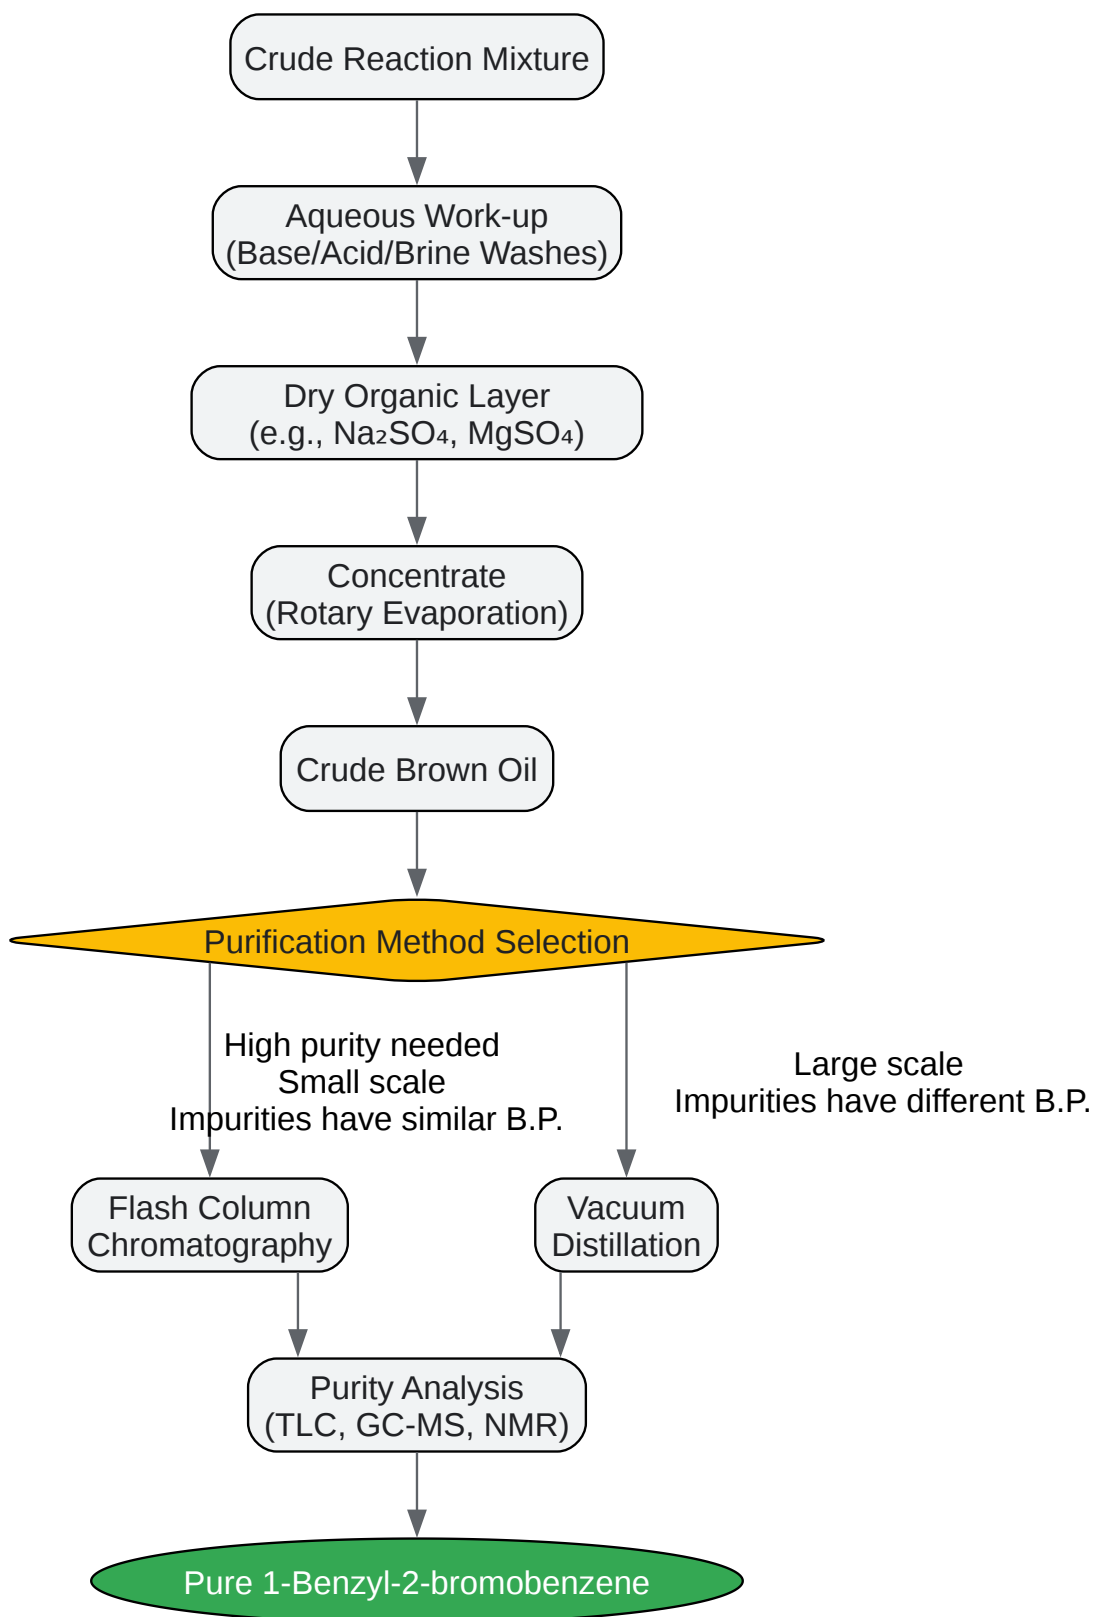 Crude Reaction Mixture
Aqueous Work-up
(Base/Acid/Brine Washes)
Dry Organic Layer
(e.g., Na₂SO₄, MgSO₄)
Concentrate
(Rotary Evaporation)
Crude Brown Oil
Purification Method Selection
High purity needed
Small scale
Impurities have similar B.P.
Large scale
Impurities have different B.P.
Flash Column
Chromatography
Vacuum
Distillation
Purity Analysis
(TLC, GC-MS, NMR)
Pure 1-Benzyl-2-bromobenzene